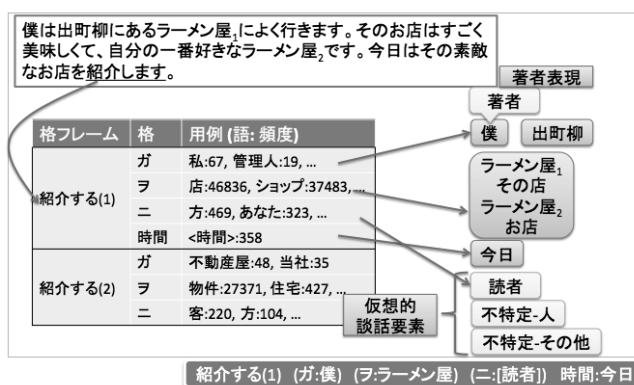 僕は出町柳にあるラーメン屋1によく行きます。そのお店はすごく
美味しくて、自分の一番好きなラーメン屋2です。今日はその素敵
なお店を紹介します。
著者表現
著者
僕 出町柳
格フレーム 格 用例 (語: 頻度)
紹介する(1)
ガ 私:67, 管理人:19, ...
ヲ 店:46836, ショップ:37483,...
ニ 方:469, あなた:323, ...
時間 <時間>:358
紹介する(2)
ガ 不動産屋:48, 当社:35
ヲ 物件:27371, 住宅:427, ...
ニ 客:220, 方:104, ...
ラーメン屋1
その店
ラーメン屋2
お店
今日
仮想的
談話要素
読者
不特定-人
不特定-その他
紹介する(1) (ガ:僕) (ヲ:ラーメン屋) (ニ:[読者]) 時間:今日